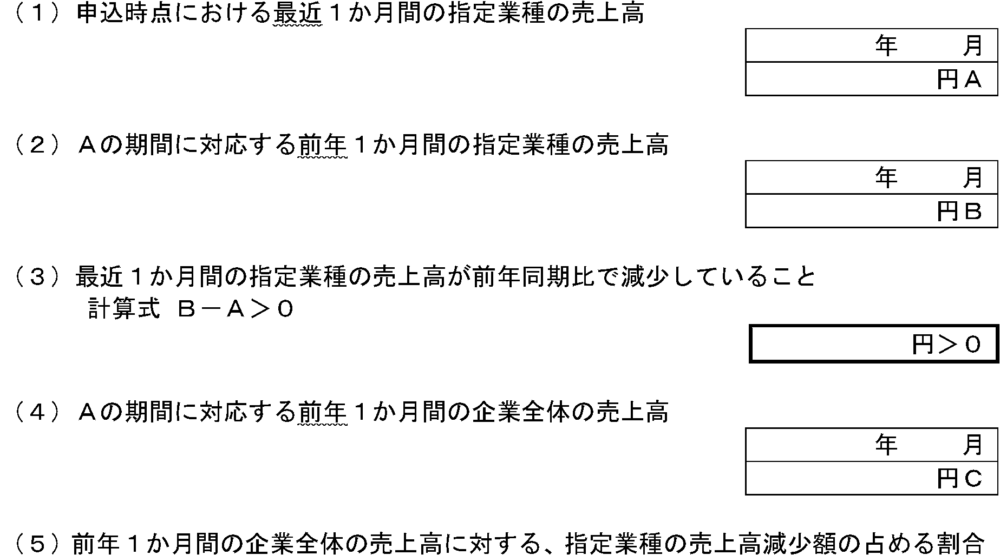 （１）申込時点における最近１か月間の指定業種の売上高
年　月
円Ａ
（２）Ａの期間に対応する前年１か月間の指定業種の売上高
年　月
円Ｂ
（３）最近１か月間の指定業種の売上高が前年同期比で減少していること
計算式　Ｂ－Ａ＞０
円＞０
（４）Ａの期間に対応する前年１か月間の企業全体の売上高
年　月
円Ｃ
（５）前年１か月間の企業全体の売上高に対する、指定業種の売上高減少額の占める割合